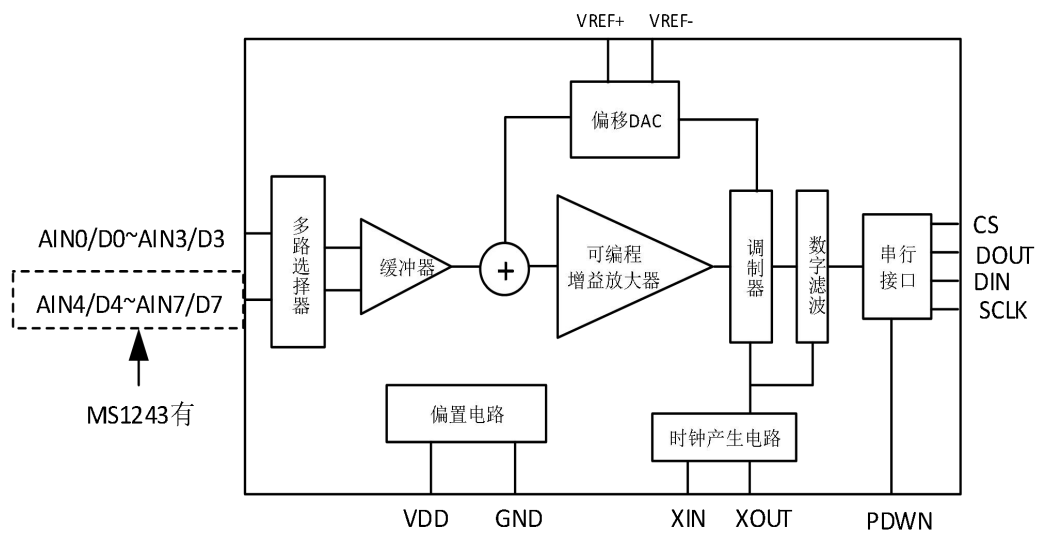 VREF+ VREF-
偏移DAC
AIN0/D0~AIN3/D3
AIN4/D4~AIN7/D7
MS1243有
多路选择器
缓冲器
+
可编程
增益放大器
调制器
数字滤波
串行
接口
CS
DOUT
DIN
SCLK
偏置电路
时钟产生电路
VDD GND XIN XOUT PDWN